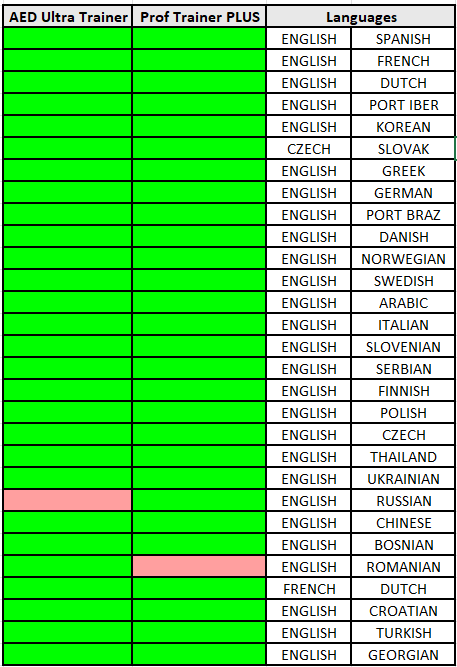 AED Ultra Trainer Prof Trainer PLUS Languages
ENGLISH SPANISH
ENGLISH FRENCH
ENGLISH DUTCH
ENGLISH PORT IBER
ENGLISH KOREAN
CZECH SLOVAK
ENGLISH GREEK
ENGLISH GERMAN
ENGLISH PORT BRAZ
ENGLISH DANISH
ENGLISH NORWEGIAN
ENGLISH SWEDISH
ENGLISH ARABIC
ENGLISH ITALIAN
ENGLISH SLOVENIAN
ENGLISH SERBIAN
ENGLISH FINNISH
ENGLISH POLISH
ENGLISH CZECH
ENGLISH THAILAND
ENGLISH UKRAINIAN
ENGLISH RUSSIAN
ENGLISH CHINESE
ENGLISH BOSNIAN
ENGLISH ROMANIAN
FRENCH DUTCH
ENGLISH CROATIAN
ENGLISH TURKISH
ENGLISH GEORGIAN